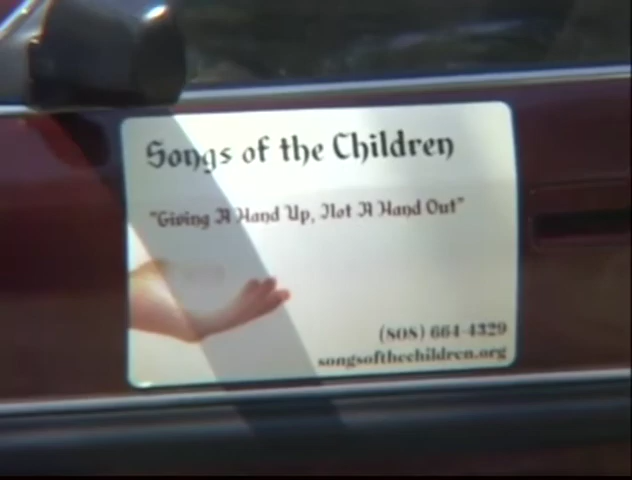 Songs of the Children
"Giving A Hand Up, Not A Hand Out"
(808) 664-4329
songsofthechildren.org